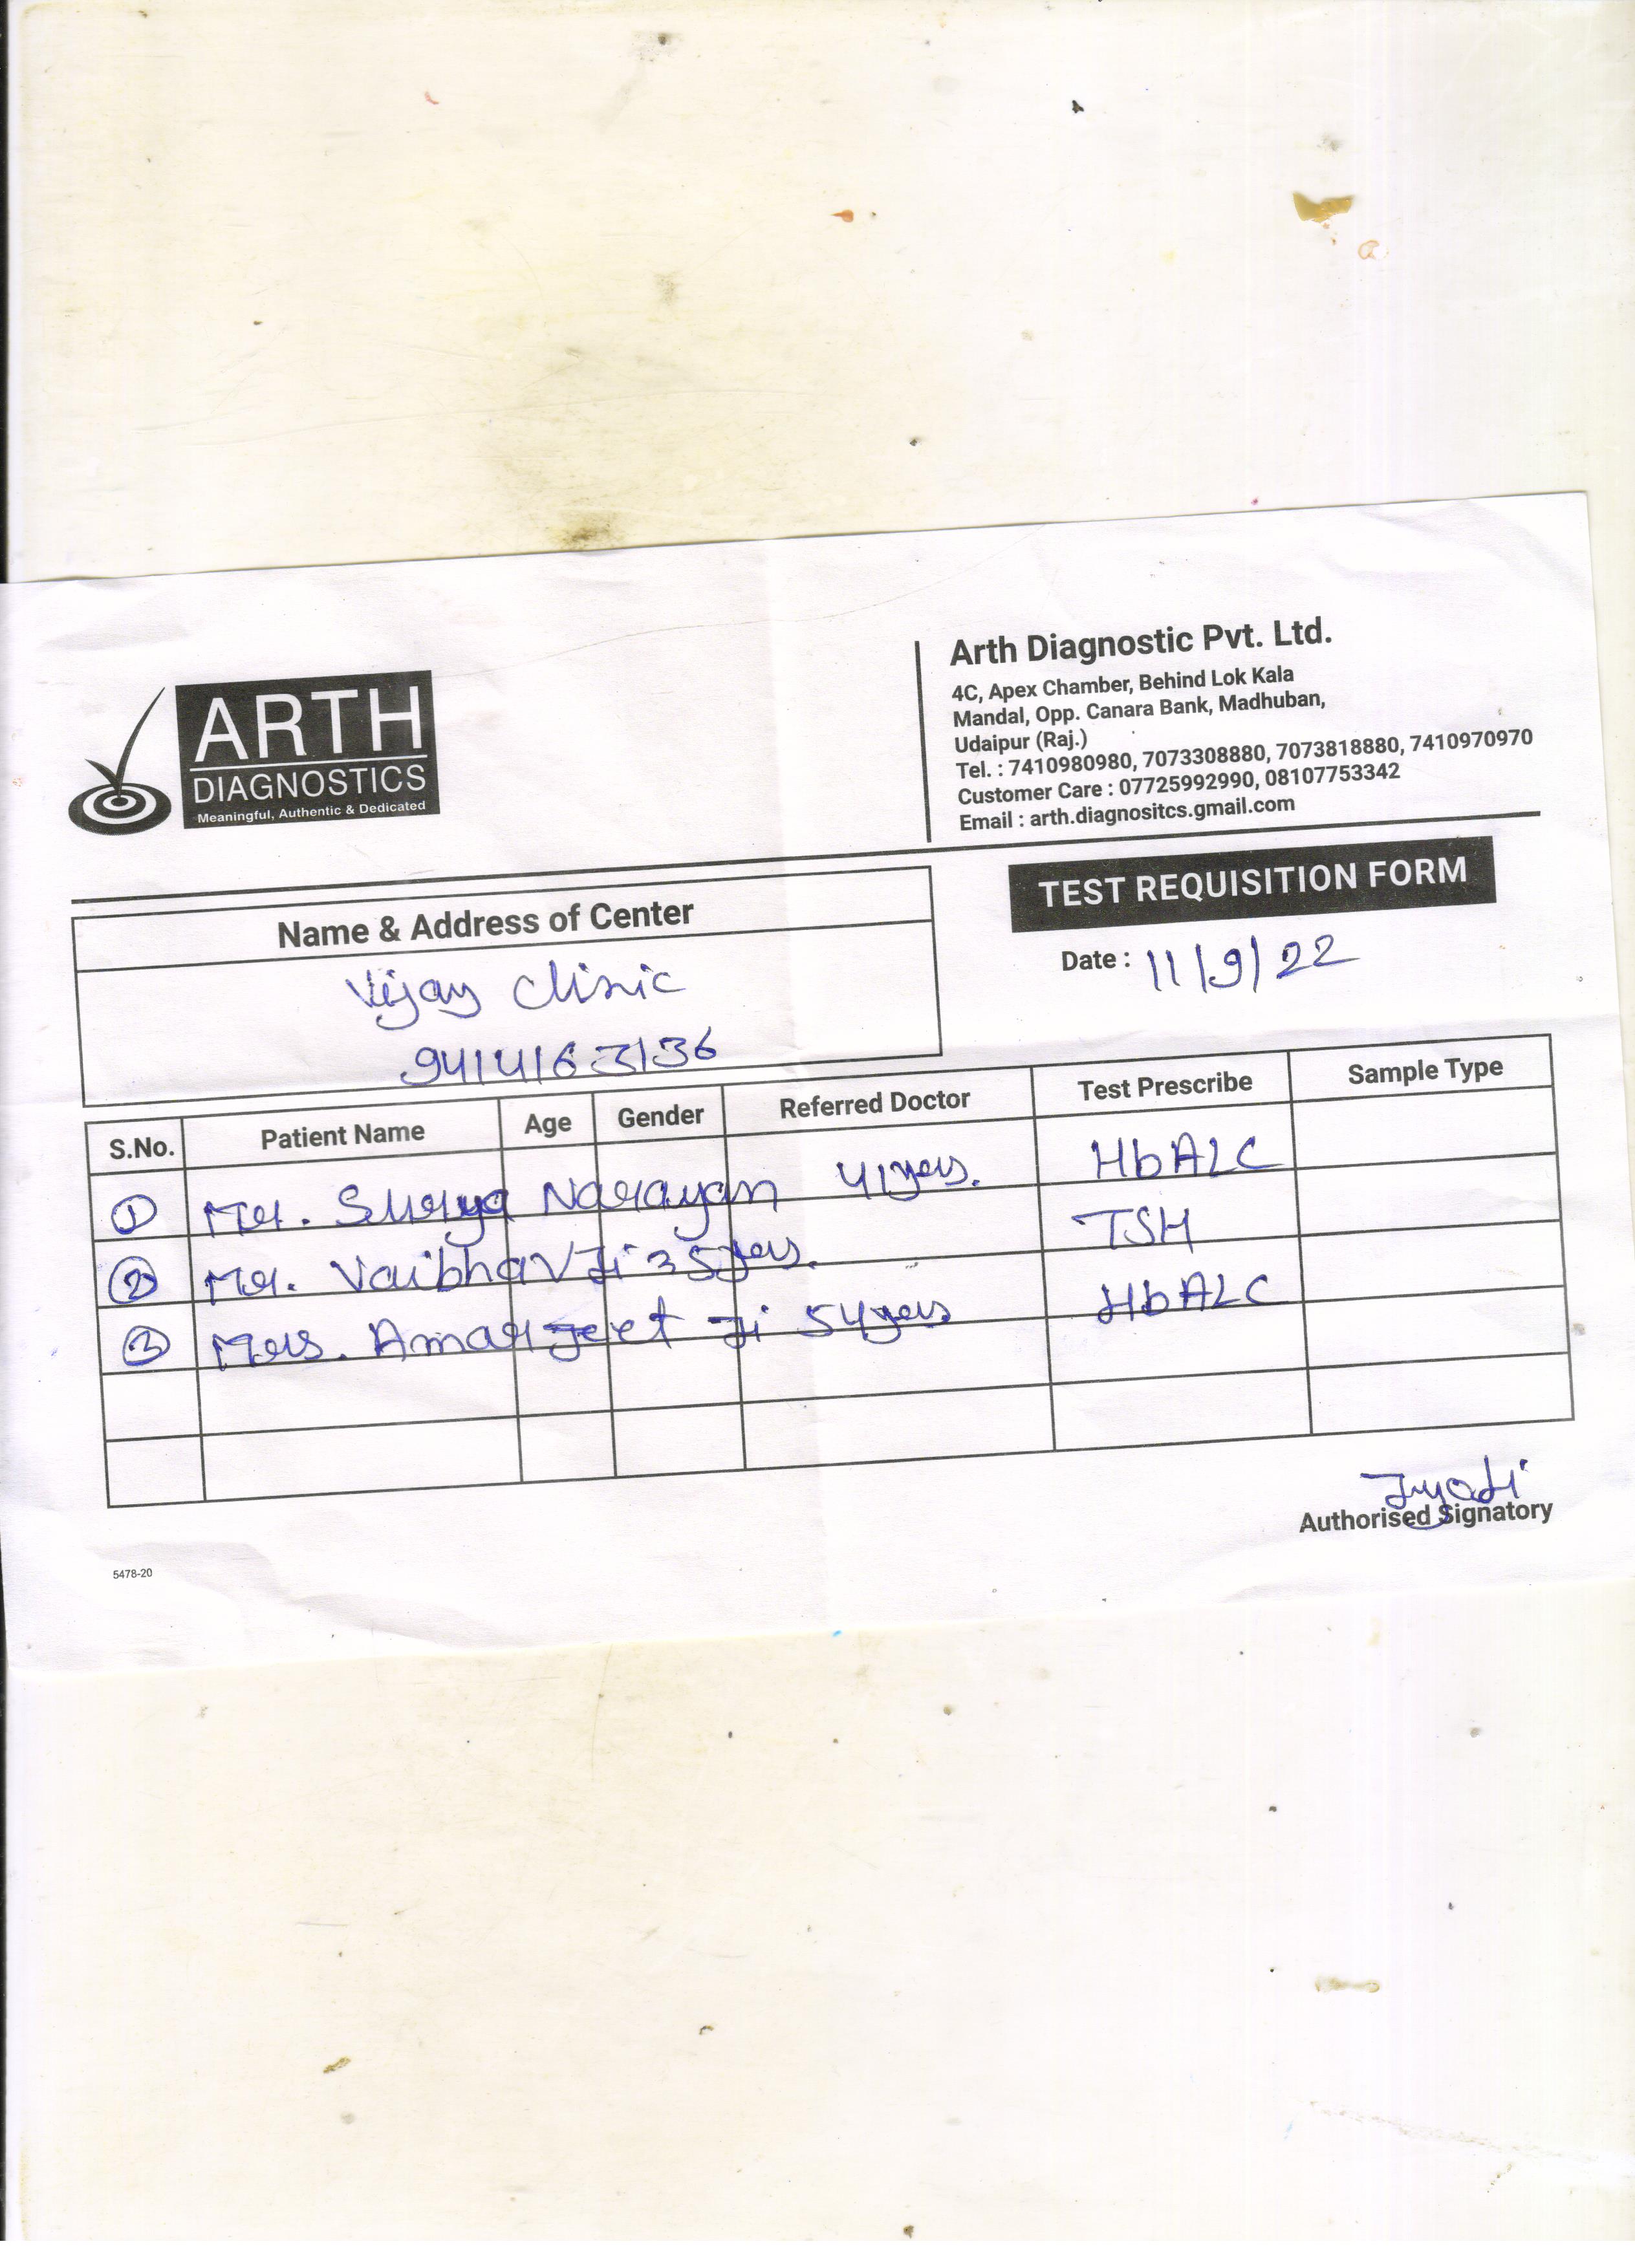 ARTH
DIAGNOSTICS
Meaningful, Authentic & Dedicated
Arth Diagnostic Pvt. Ltd.
4C, Apex Chamber, Behind Lok Kala
Mandal, Opp. Canara Bank, Madhuban,
Udaipur (Raj.)
Tel. : 7410980980, 7073308880, 7073818880, 7410970970
Customer Care : 07725992990, 08107753342
Email : arth.diagnositcs.gmail.com
TEST REQUISITION FORM
Date : 11/9/22
Name & Address of Center
Vijay Clinic
9414163136
S.No. Patient Name Age Gender Referred Doctor Test Prescribe Sample Type
1 Mr. Surya Narayan 41yers. HbA1C
2 Mr. Vaibhav Ji 35yers. TSH
3 Mrs. Amarjeet Ji 54yers HbA1C
Jyoti
Authorised Signatory
5478-20